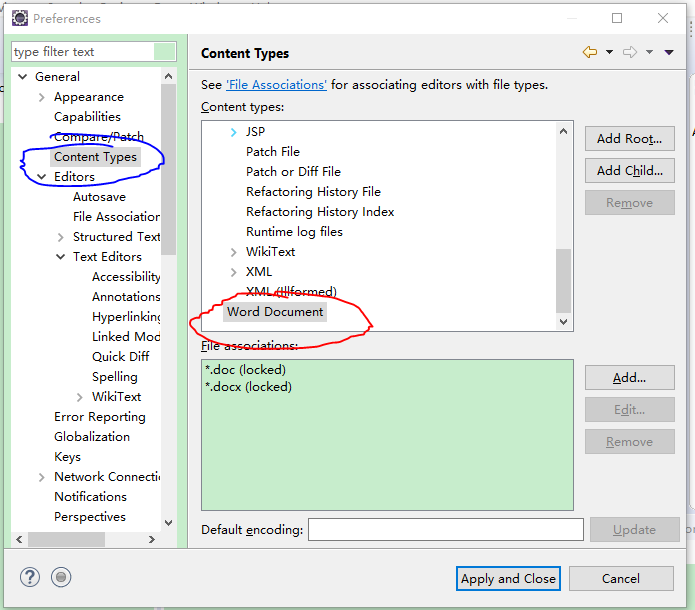 Preferences
type filter text
General
Appearance
Capabilities
Compare/Patch
Content Types
Editors
Autosave
File Association
Structured Text
Text Editors
Accessibility
Annotations
Hyperlinking
Linked Mod
Quick Diff
Spelling
WikiText
Error Reporting
Globalization
Keys
Network Connecti
Notifications
Perspectives
Content Types
See 'File Associations' for associating editors with file types.
Content types:
JSP
Patch File
Patch or Diff File
Refactoring History File
Refactoring History Index
Runtime log files
WikiText
XML
XML (Illformed)
Word Document
Add Root...
Add Child...
Remove
File associations:
*.doc (locked)
*.docx (locked)
Add...
Edit...
Remove
Default encoding:
Update
?
Apply and Close
Cancel